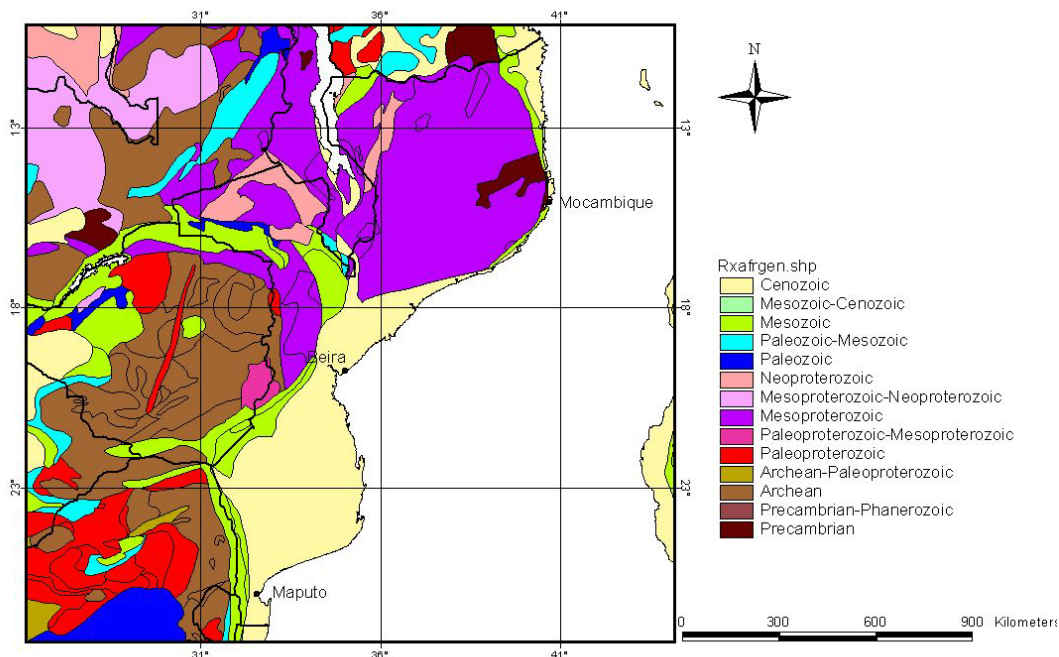 31° 36° 41°
N
13° 13°
Mocambique
Rxafrgen.shp
Cenozoic
Mesozoic-Cenozoic
Mesozoic
18° 18°
Paleozoic-Mesozoic
Beira
Paleozoic
Neoproterozoic
Mesoproterozoic-Neoproterozoic
Mesoproterozoic
Paleoproterozoic-Mesoproterozoic
Paleoproterozoic
Archean-Paleoproterozoic
23° 23°
Archean
Precambrian-Phanerozoic
Precambrian
Maputo
0 300 600 900 Kilometers
31° 36° 41°